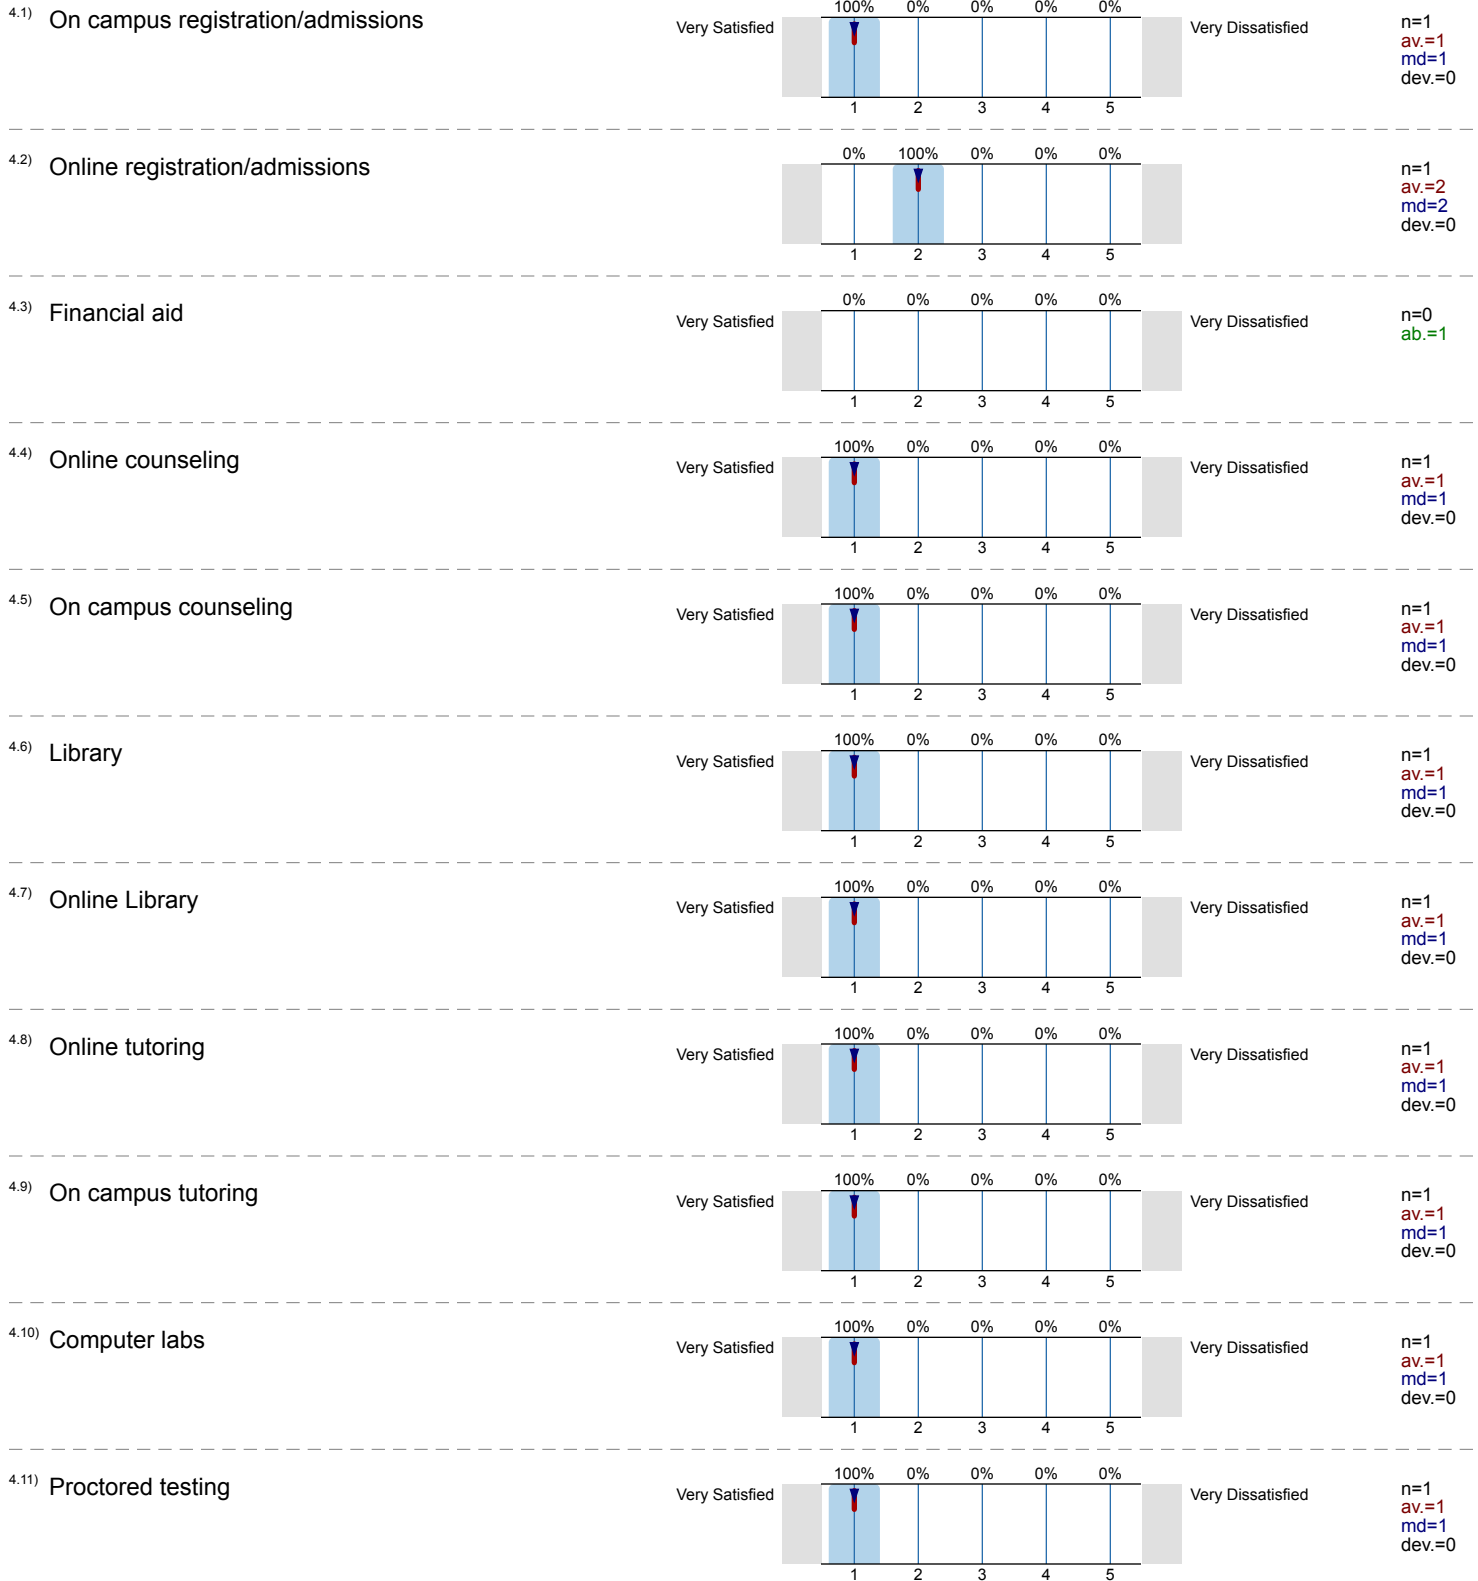 4.1) On campus registration/admissions
100% 0% 0% 0% 0%
Very Satisfied Very Dissatisfied
n=1
av.=1
md=1
dev.=0
1 2 3 4 5
4.2) Online registration/admissions
0% 100% 0% 0% 0%
n=1
av.=2
md=2
dev.=0
1 2 3 4 5
4.3) Financial aid
0% 0% 0% 0% 0%
Very Satisfied Very Dissatisfied
n=0
ab.=1
1 2 3 4 5
4.4) Online counseling
100% 0% 0% 0% 0%
Very Satisfied Very Dissatisfied
n=1
av.=1
md=1
dev.=0
1 2 3 4 5
4.5) On campus counseling
100% 0% 0% 0% 0%
Very Satisfied Very Dissatisfied
n=1
av.=1
md=1
dev.=0
1 2 3 4 5
4.6) Library
100% 0% 0% 0% 0%
Very Satisfied Very Dissatisfied
n=1
av.=1
md=1
dev.=0
1 2 3 4 5
4.7) Online Library
100% 0% 0% 0% 0%
Very Satisfied Very Dissatisfied
n=1
av.=1
md=1
dev.=0
1 2 3 4 5
4.8) Online tutoring
100% 0% 0% 0% 0%
Very Satisfied Very Dissatisfied
n=1
av.=1
md=1
dev.=0
1 2 3 4 5
4.9) On campus tutoring
100% 0% 0% 0% 0%
Very Satisfied Very Dissatisfied
n=1
av.=1
md=1
dev.=0
1 2 3 4 5
4.10) Computer labs
100% 0% 0% 0% 0%
Very Satisfied Very Dissatisfied
n=1
av.=1
md=1
dev.=0
1 2 3 4 5
4.11) Proctored testing
100% 0% 0% 0% 0%
Very Satisfied Very Dissatisfied
n=1
av.=1
md=1
dev.=0
1 2 3 4 5